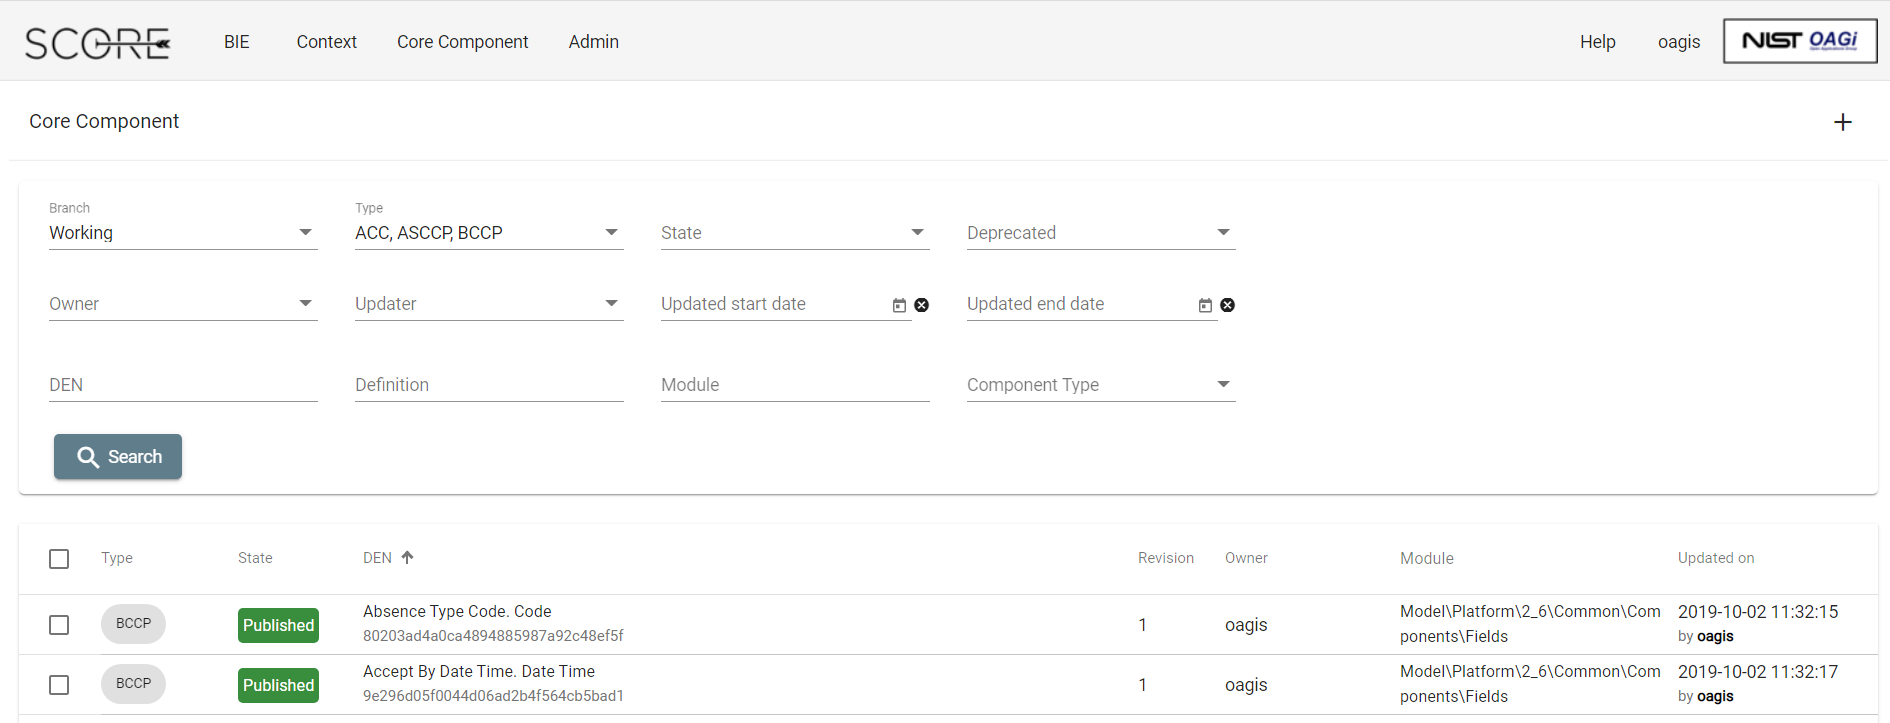 SCORE BIE Context Core Component Admin Help oagis NIST OAGi
Core Component
Branch Type
Working ACC, ASCCP, BCCP State Deprecated
Owner Updater Updated start date Updated end date
DEN Definition Module Component Type
Search
Type State DEN Revision Owner Module Updated on
BCCP Published Absence Type Code. Code 1 oagis Model\Platform\2_6\Common\Com 2019-10-02 11:32:15
80203ad4a0ca4894885987a92c48ef5f ponents\Fields by oagis
BCCP Published Accept By Date Time. Date Time 1 oagis Model\Platform\2_6\Common\Com 2019-10-02 11:32:17
9e296d05f0044d06ad2b4f564cb5bad1 ponents\Fields by oagis